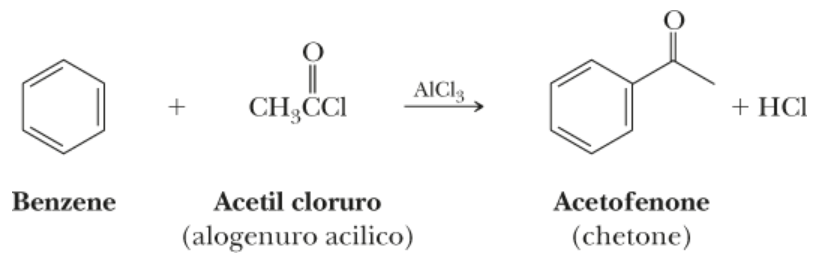 O
O
+ CH₃CCl AlCl₃ + HCl
Benzene Acetil cloruro Acetofenone
(alogenuro acilico) (chetone)